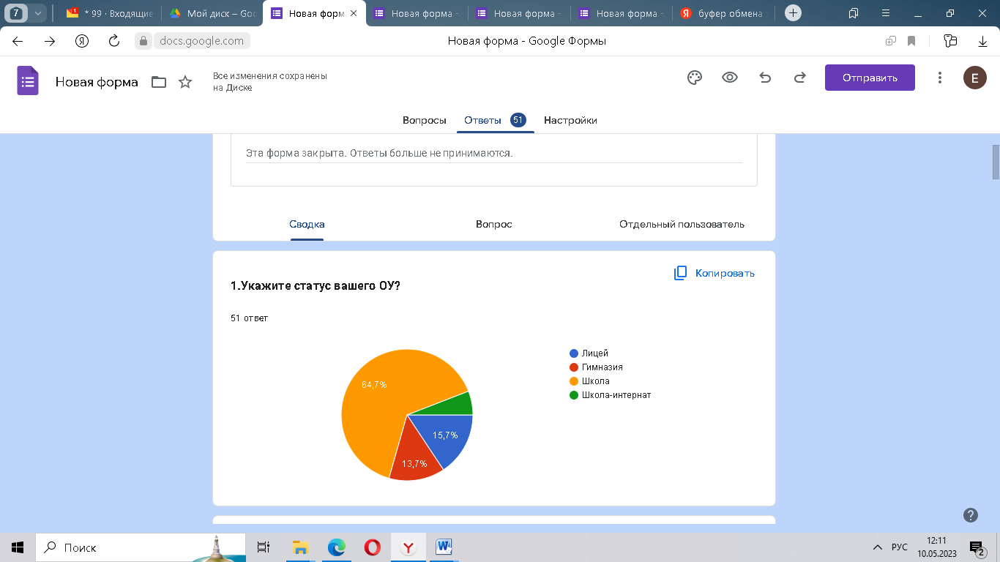 7
* 99 · Входящие
Мой диск – Goo
Новая форма
Новая форма -
Новая форма -
Новая форма -
Я буфер обмена
docs.google.com
Новая форма - Google Формы
Новая форма
Все изменения сохранены
на Диске
Отправить
E
Вопросы
Ответы 51
Настройки
Эта форма закрыта. Ответы больше не принимаются.
Сводка
Вопрос
Отдельный пользователь
Копировать
1.Укажите статус вашего ОУ?
51 ответ
64,7%
15,7%
13,7%
Лицей
Гимназия
Школа
Школа-интернат
Поиск
РУС
12:11
10.05.2023
2